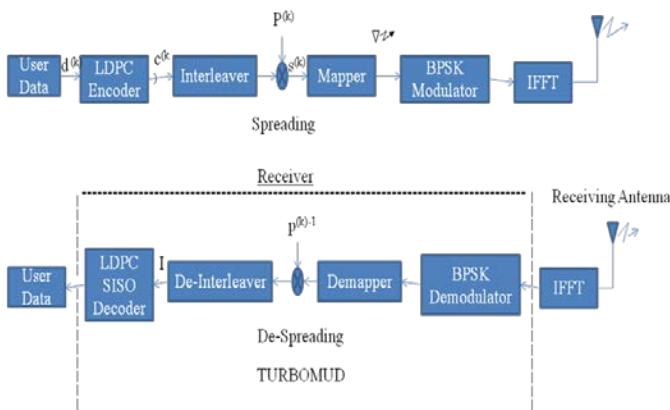 P(k)
User Data
d(k
LDPC Encoder
c(k
)
Interleaver
s(k)
Mapper
BPSK Modulator
IFFT
Spreading
Receiver
Receiving Antenna
p(k)-1
User Data
LDPC SISO Decoder
I
De-Interleaver
Demapper
BPSK Demodulator
IFFT
De-Spreading
TURBOMUD